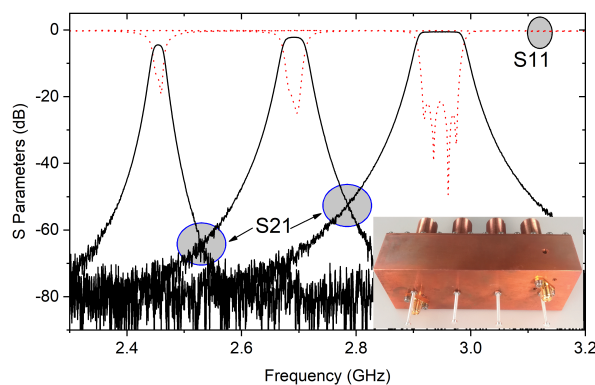 0
-20
-40
-60
-80
S Parameters (dB)
S11
S21
2.4
2.6
2.8
3.0
3.2
Frequency (GHz)